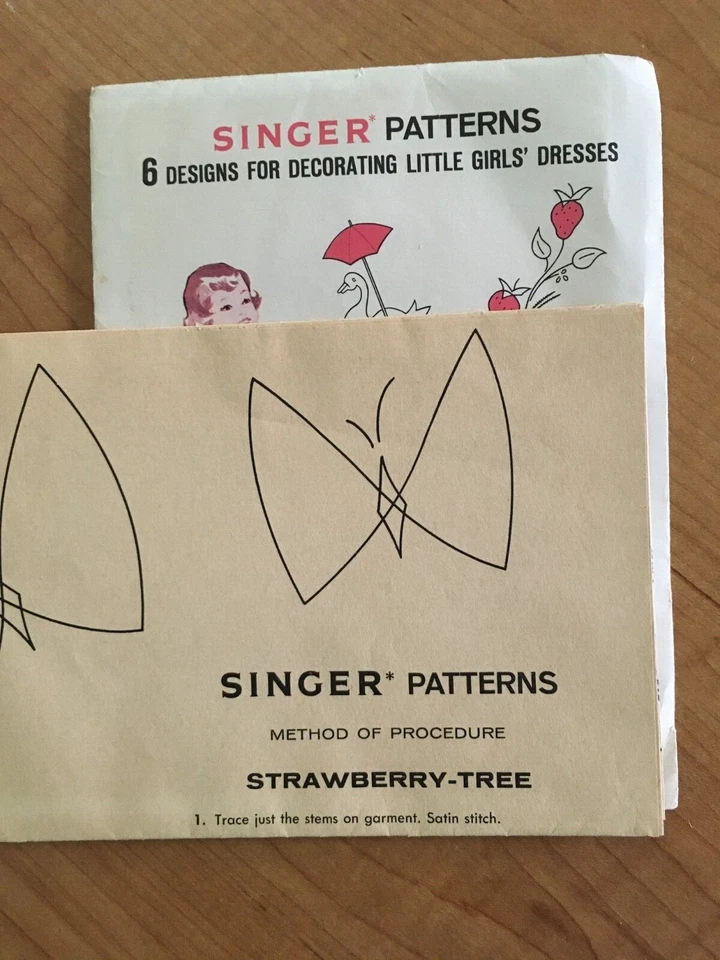 SINGER* PATTERNS
6 DESIGNS FOR DECORATING LITTLE GIRLS' DRESSES
SINGER* PATTERNS
METHOD OF PROCEDURE
STRAWBERRY-TREE
1. Trace just the stems on garment. Satin stitch.